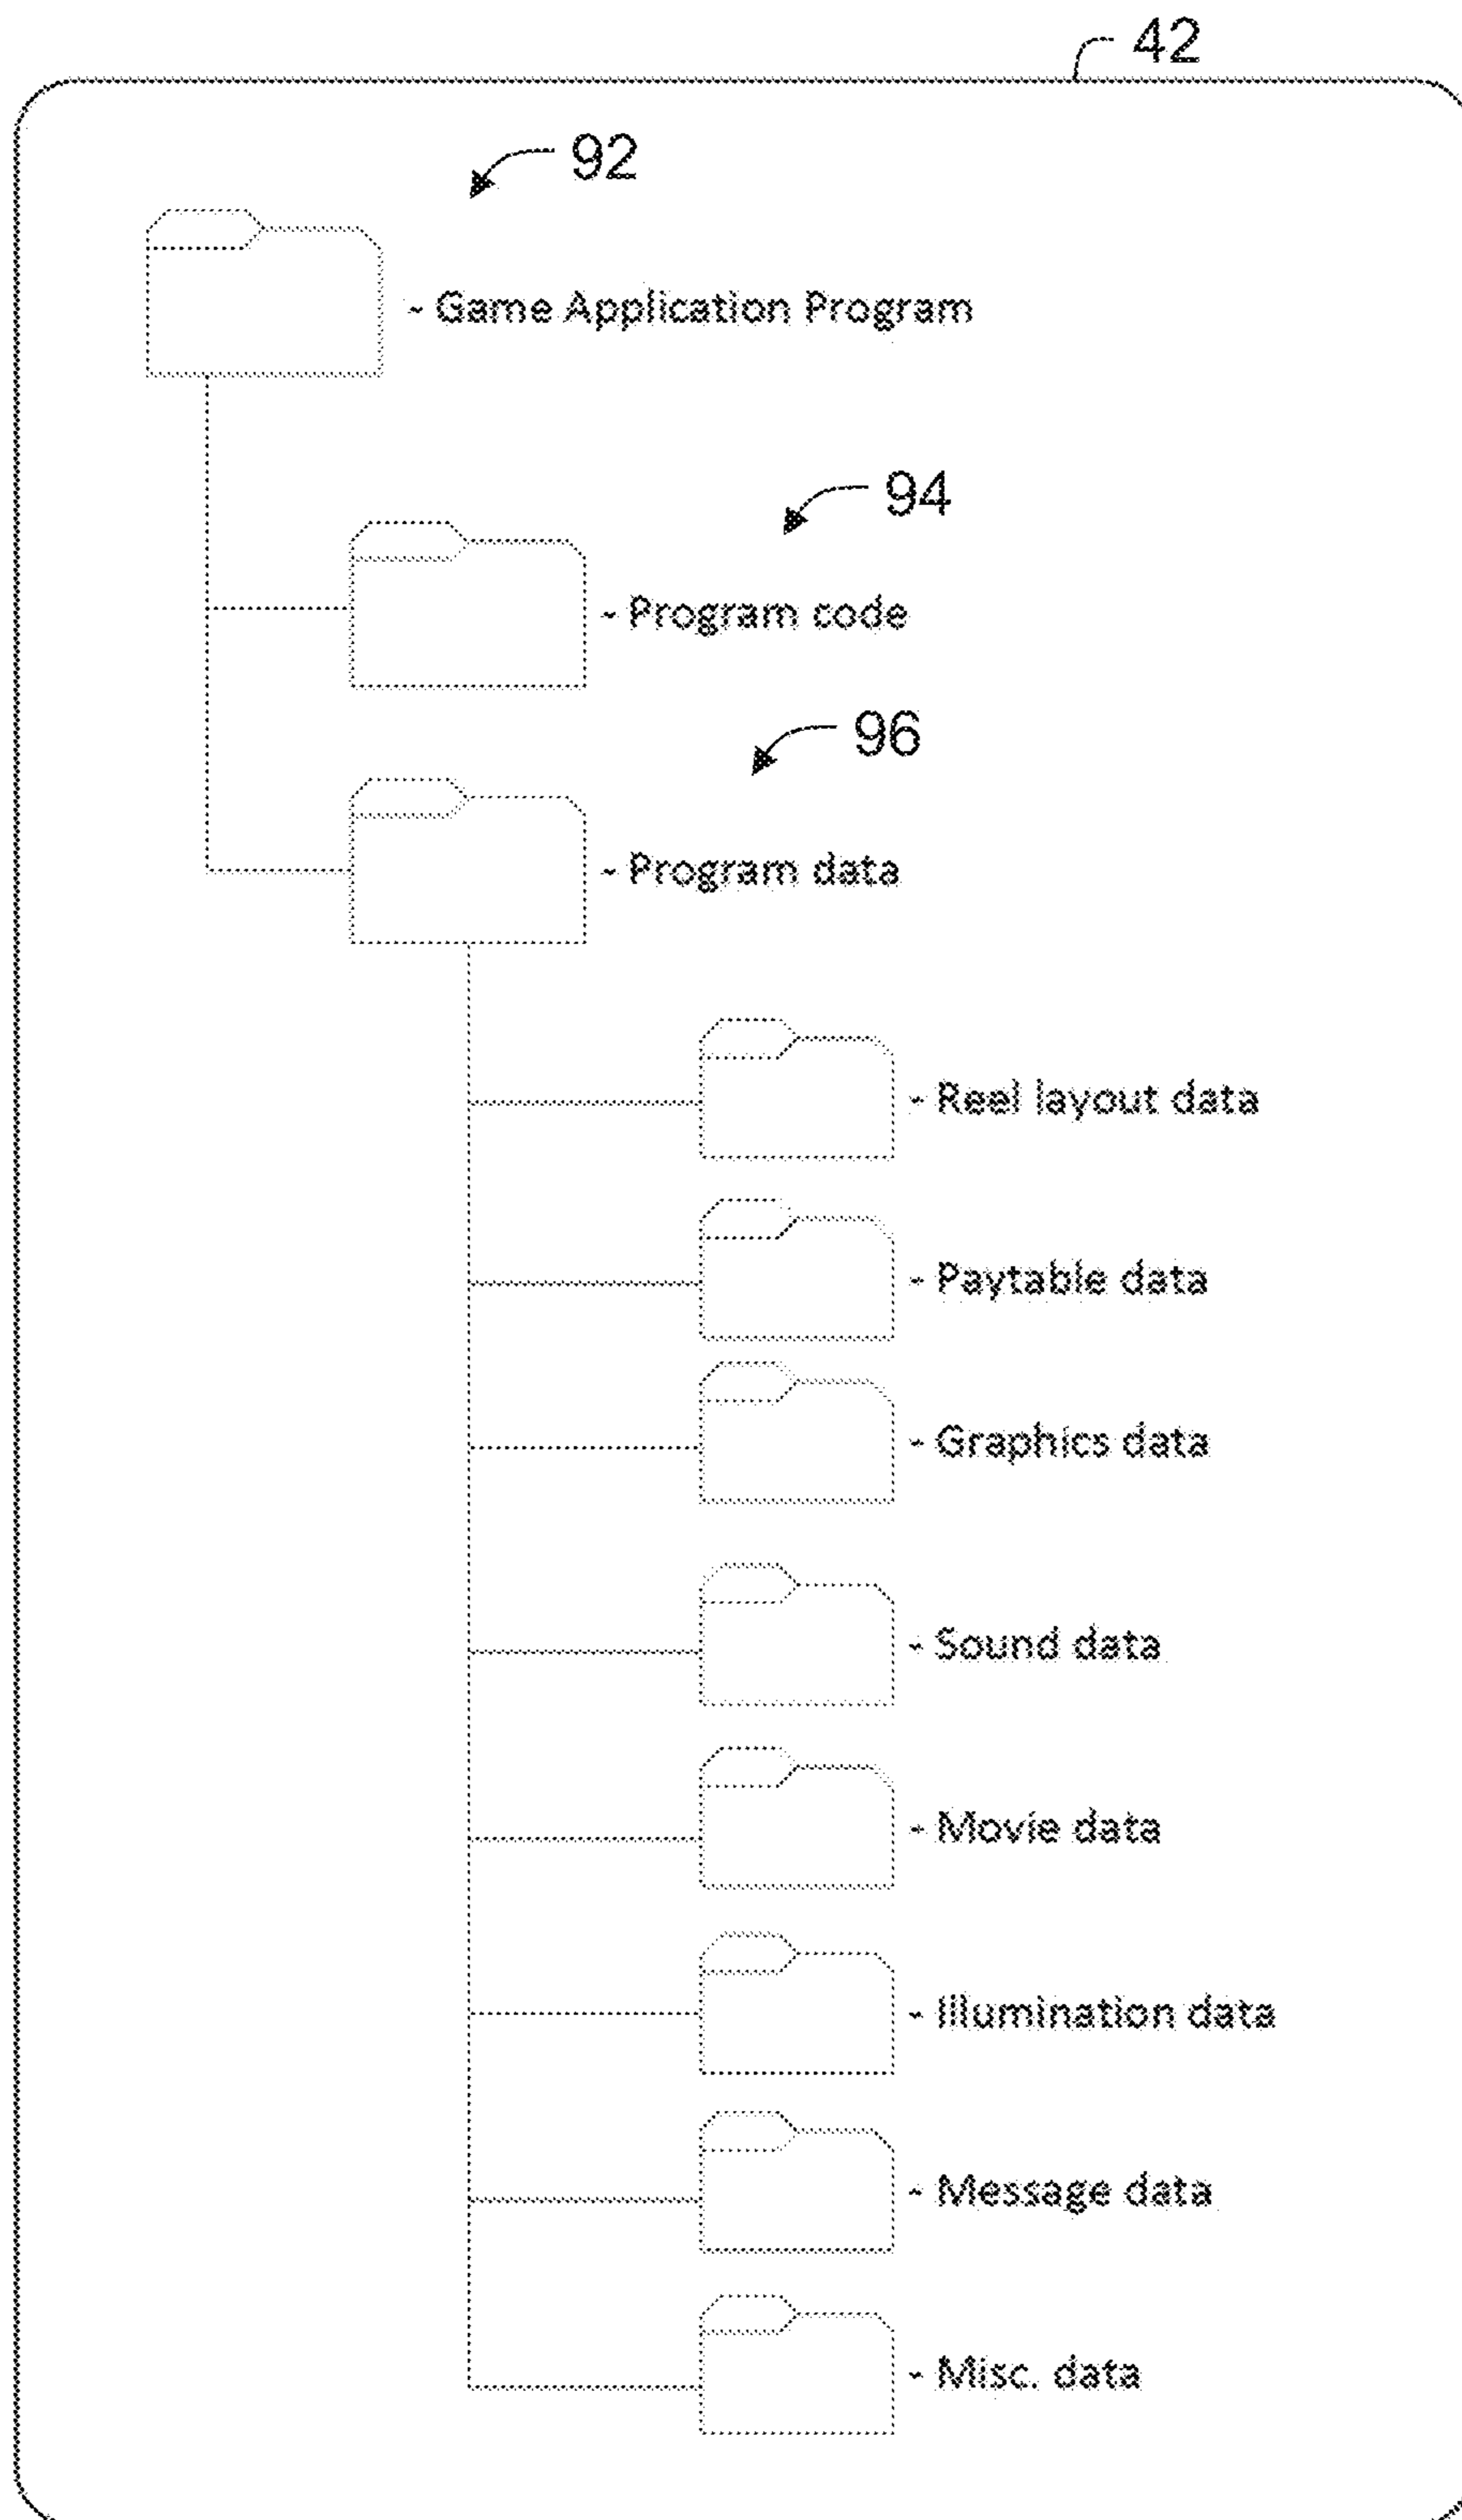 42
92
- Game Application Program
94
- Program code
96
- Program data
- Reel layout data
- Paytable data
- Graphics data
- Sound data
- Movie data
- Illumination data
- Message data
- Misc. data